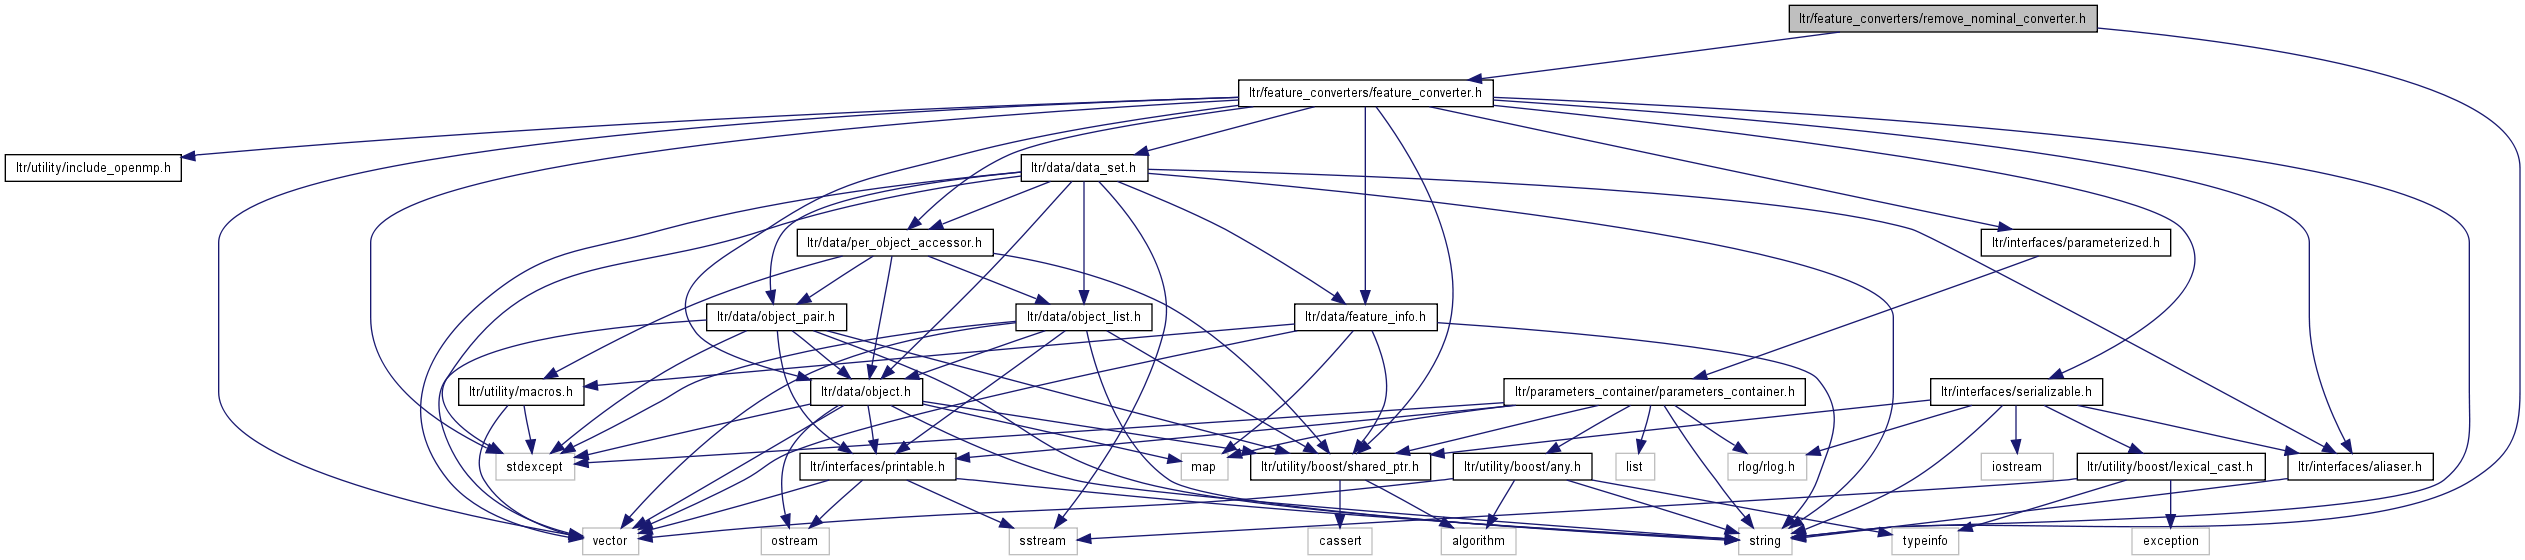 ltr/feature_converters/remove_nominal_converter.h
ltr/feature_converters/feature_converter.h
ltr/utility/include_openmp.h
ltr/data/data_set.h
ltr/data/per_object_accessor.h
ltr/interfaces/parameterized.h
ltr/data/object_pair.h
ltr/data/object_list.h
ltr/data/feature_info.h
ltr/utility/macros.h
ltr/data/object.h
ltr/parameters_container/parameters_container.h
ltr/interfaces/serializable.h
stdexcept
ltr/interfaces/printable.h
map
ltr/utility/boost/shared_ptr.h
ltr/utility/boost/any.h
list
rlog/rlog.h
iostream
ltr/utility/boost/lexical_cast.h
ltr/interfaces/aliaser.h
vector
ostream
sstream
cassert
algorithm
string
typeinfo
exception